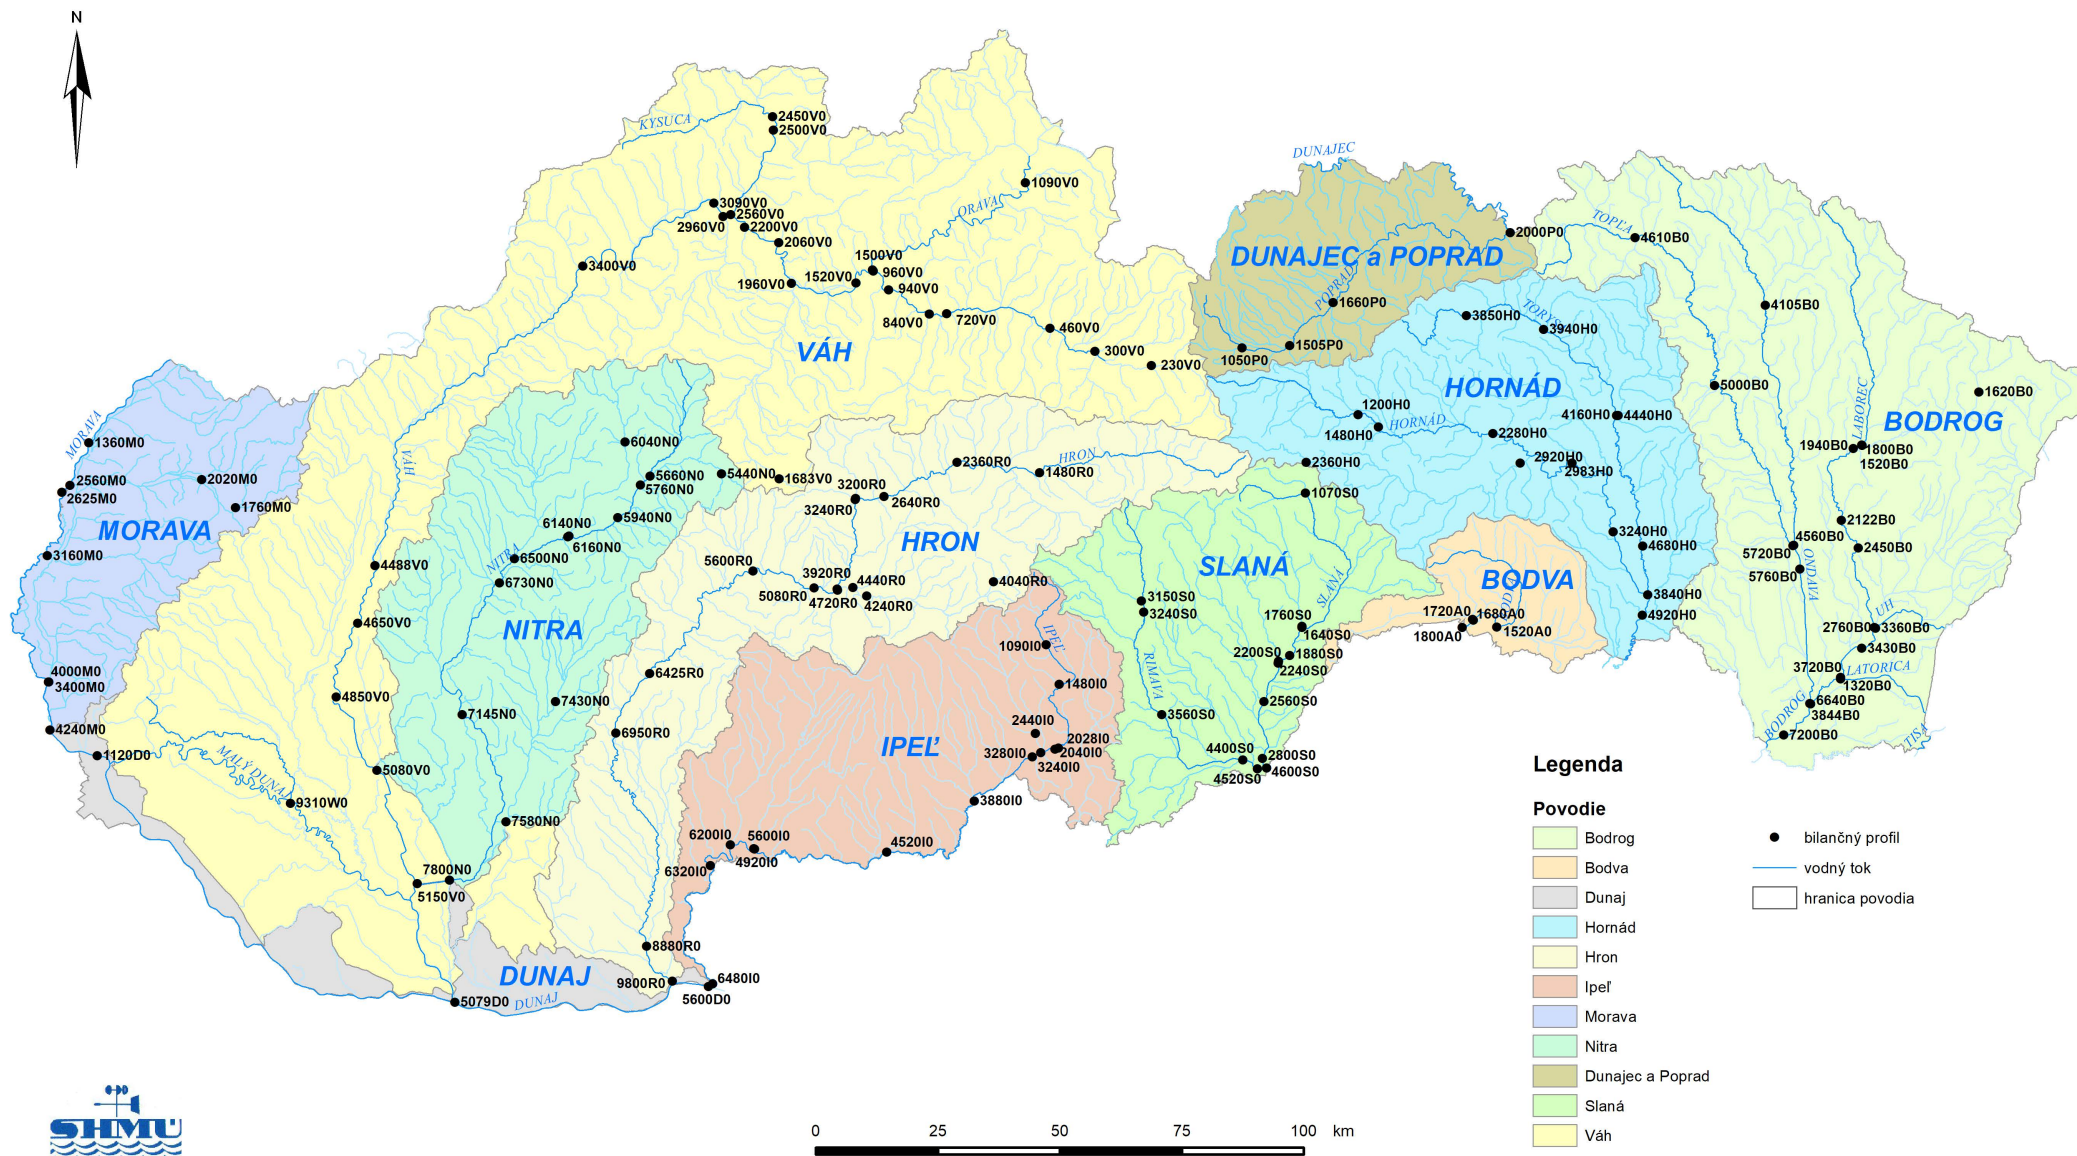 N
KYSUCA
2450V0
2500V0
DUNAJEC
1090V0
ORAVA
3090V0
2560V0
2960V0
2200V0
2060V0
TOPĽA
2000P0
4610B0
DUNAJEC a POPRAD
1500V0
3400V0
1520V0
960V0
1960V0
940V0
POPRAD
1660P0
4105B0
840V0
720V0
3850H0
TORYSA
3940H0
460V0
VÁH
300V0
1505P0
1050P0
230V0
HORNÁD
5000B0
1620B0
1200H0
4160H0
4440H0
LABOREC
BODROG
MORAVA
1360M0
6040N0
HORNÁD
1480H0
2280H0
1940B0
1800B0
1520B0
VÁH
HRON
2360R0
1480R0
2360H0
2920H0
2983H0
2560M0
2625M0
2020M0
5660N0
5440N0
5760N0
1683V0
3200R0
3240R0
2640R0
1070S0
1760M0
MORAVA
5940N0
6140N0
6160N0
2122B0
3240H0
4560B0
HRON
NITRA
6500N0
4680H0
5720B0
2450B0
3160M0
5600R0
4488V0
SLANÁ
BODVA
ONDAVA
5760B0
6730N0
3920R0
4440R0
4040R0
SLANÁ
5080R0
4720R0
4240R0
3150S0
3240S0
BODVA
3840H0
1720A0
1680A0
4920H0
UH
4650V0
NITRA
IPEĽ
1760S0
1640S0
1800A0
1520A0
2760B0
3360B0
1090I0
2200S0
1880S0
2240S0
3430B0
4000M0
3400M0
6425R0
RIMAVA
3720B0
LATORICA
1320B0
1480I0
4850V0
7430N0
2560S0
6640B0
3844B0
7145N0
3560S0
BODROG
4240M0
6950R0
2440I0
7200B0
TISA
IPEĽ
2028I0
2040I0
3280I0
3240I0
4400S0
2800S0
1120D0
MALÝ DUNAJ
5080V0
4520S0
4600S0
Legenda
9310W0
3880I0
Povodie
7580N0
6200I0
5600I0
4920I0
4520I0
Bodrog
bilančný profil
6320I0
7800N0
5150V0
Bodva
vodný tok
Dunaj
hranica povodia
Hornád
8880R0
Hron
DUNAJ
9800R0
6480I0
5600D0
Ipeľ
5079D0
DUNAJ
Morava
Nitra
Dunajec a Poprad
Slaná
Váh
SHMÚ
0 25 50 75 100 km